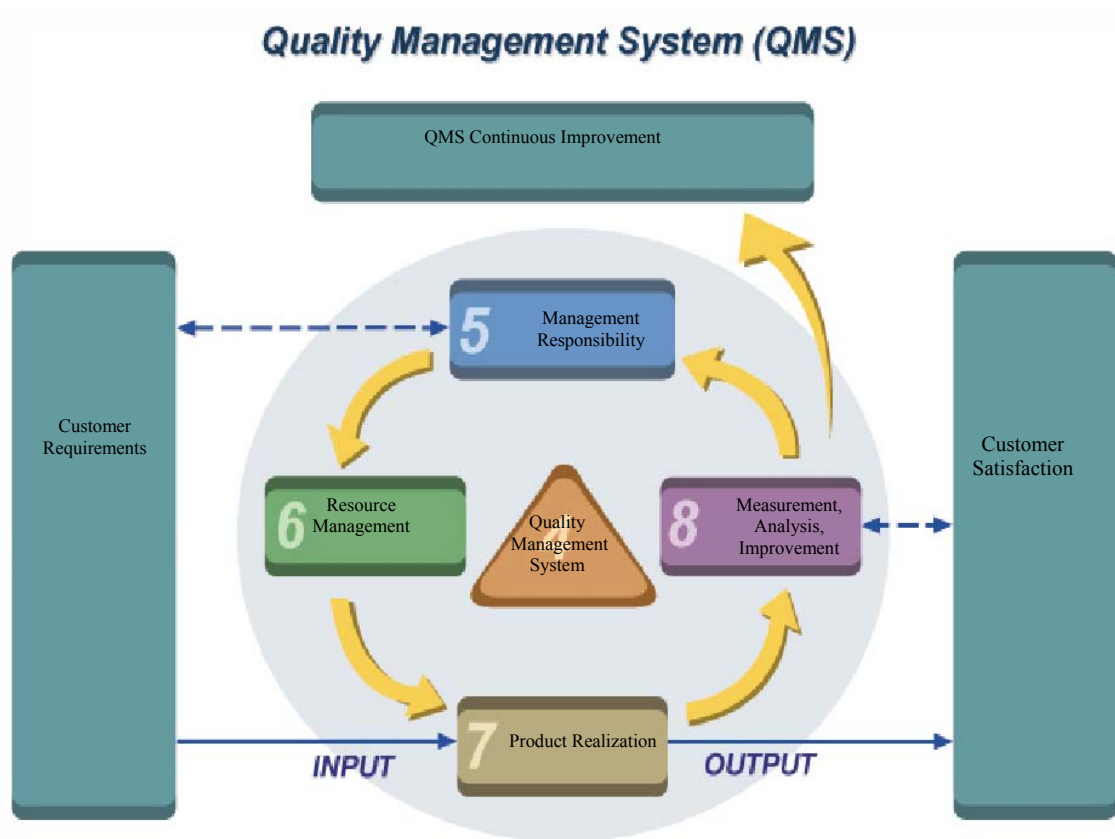 Quality Management System (QMS)
QMS Continuous Improvement
5
Management
Responsibility
Customer
Requirements
Customer
Satisfaction
6
Resource
Management
4
Quality
Management
System
8
Measurement,
Analysis,
Improvement
7
Product Realization
INPUT
OUTPUT